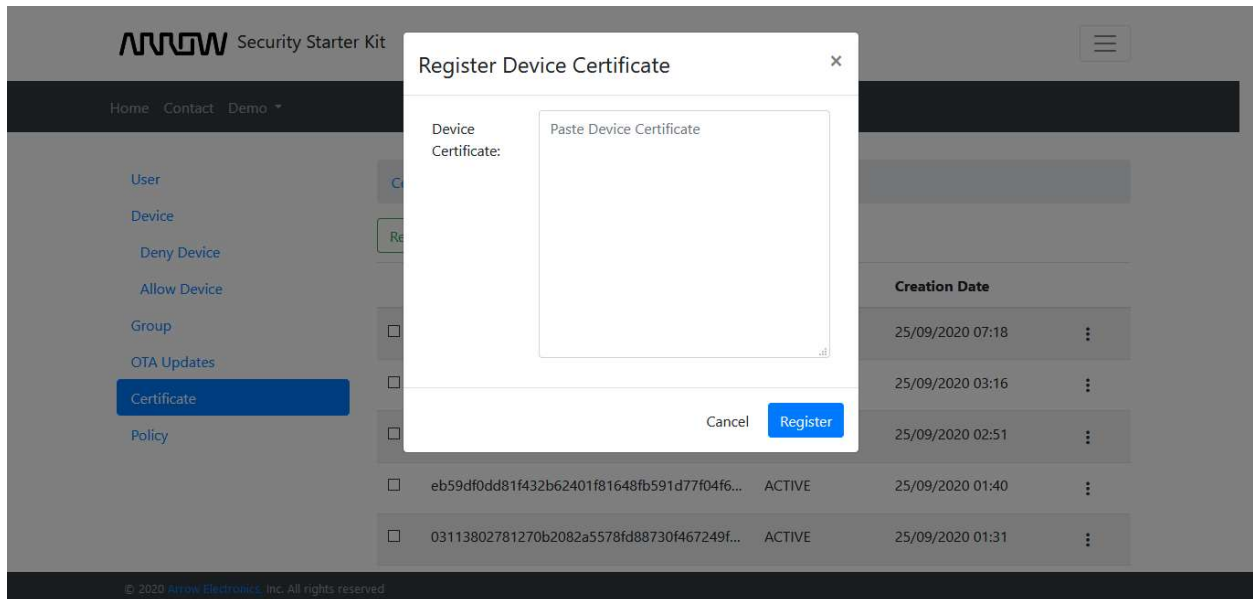 ARROW Security Starter Kit
Register Device Certificate
×
Home Contact Demo
Device
Certificate:
Paste Device Certificate
User
Device
Deny Device
Allow Device
Group
OTA Updates
Certificate
Policy
Ce
Re
Creation Date
25/09/2020 07:18
25/09/2020 03:16
25/09/2020 02:51
Cancel Register
eb59df0dd81f432b62401f81648fb591d77f04f6... ACTIVE 25/09/2020 01:40
03113802781270b2082a5578fd88730f467249f... ACTIVE 25/09/2020 01:31
© 2020 Arrow Electronics, Inc. All rights reserved